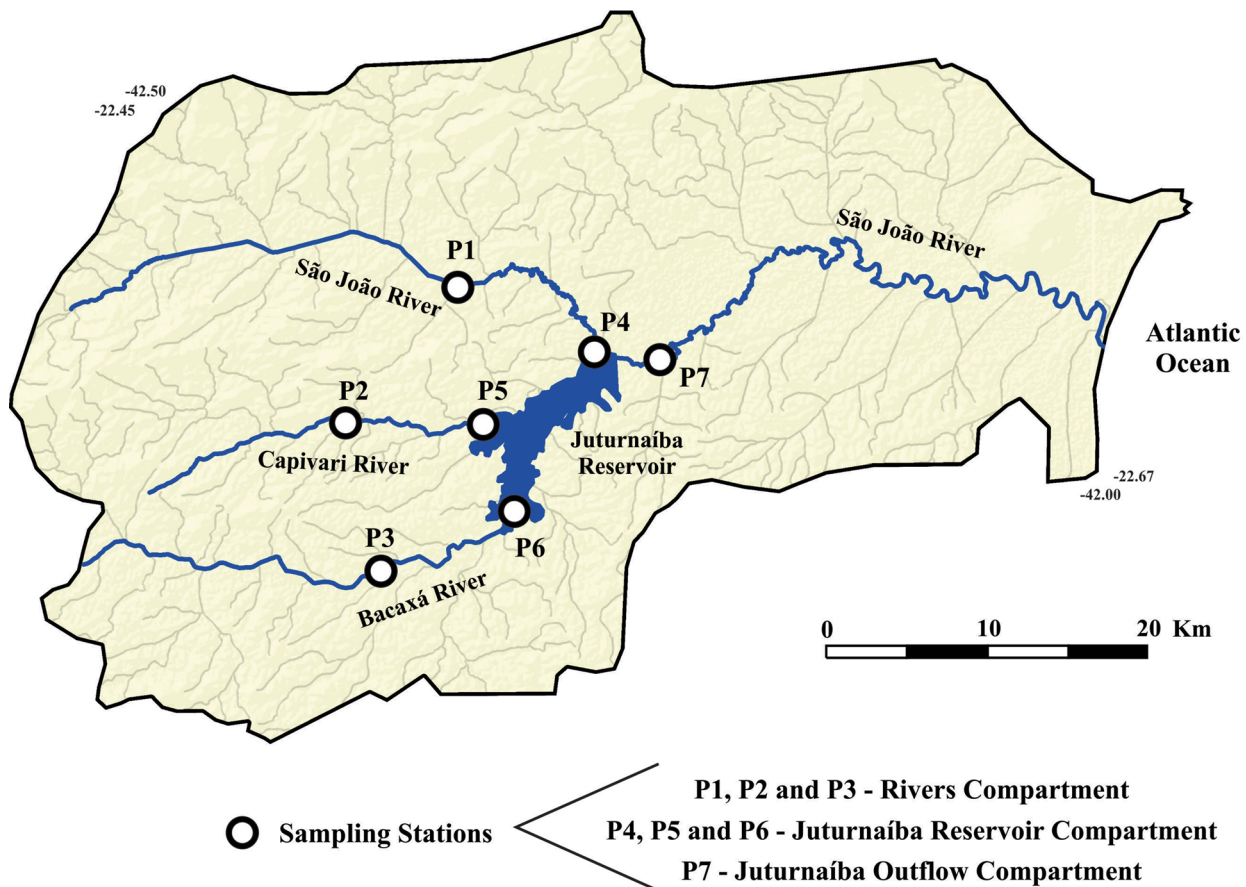 -42.50
-22.45
São João River
P1
São João River
P4
Atlantic
Ocean
P7
P2
P5
Juturnaíba
Reservoir
Capivari River
-22.67
-42.00
P3
P6
Bacaxá River
0 10 20 Km
P1, P2 and P3 - Rivers Compartment
Sampling Stations
P4, P5 and P6 - Juturnaíba Reservoir Compartment
P7 - Juturnaíba Outflow Compartment